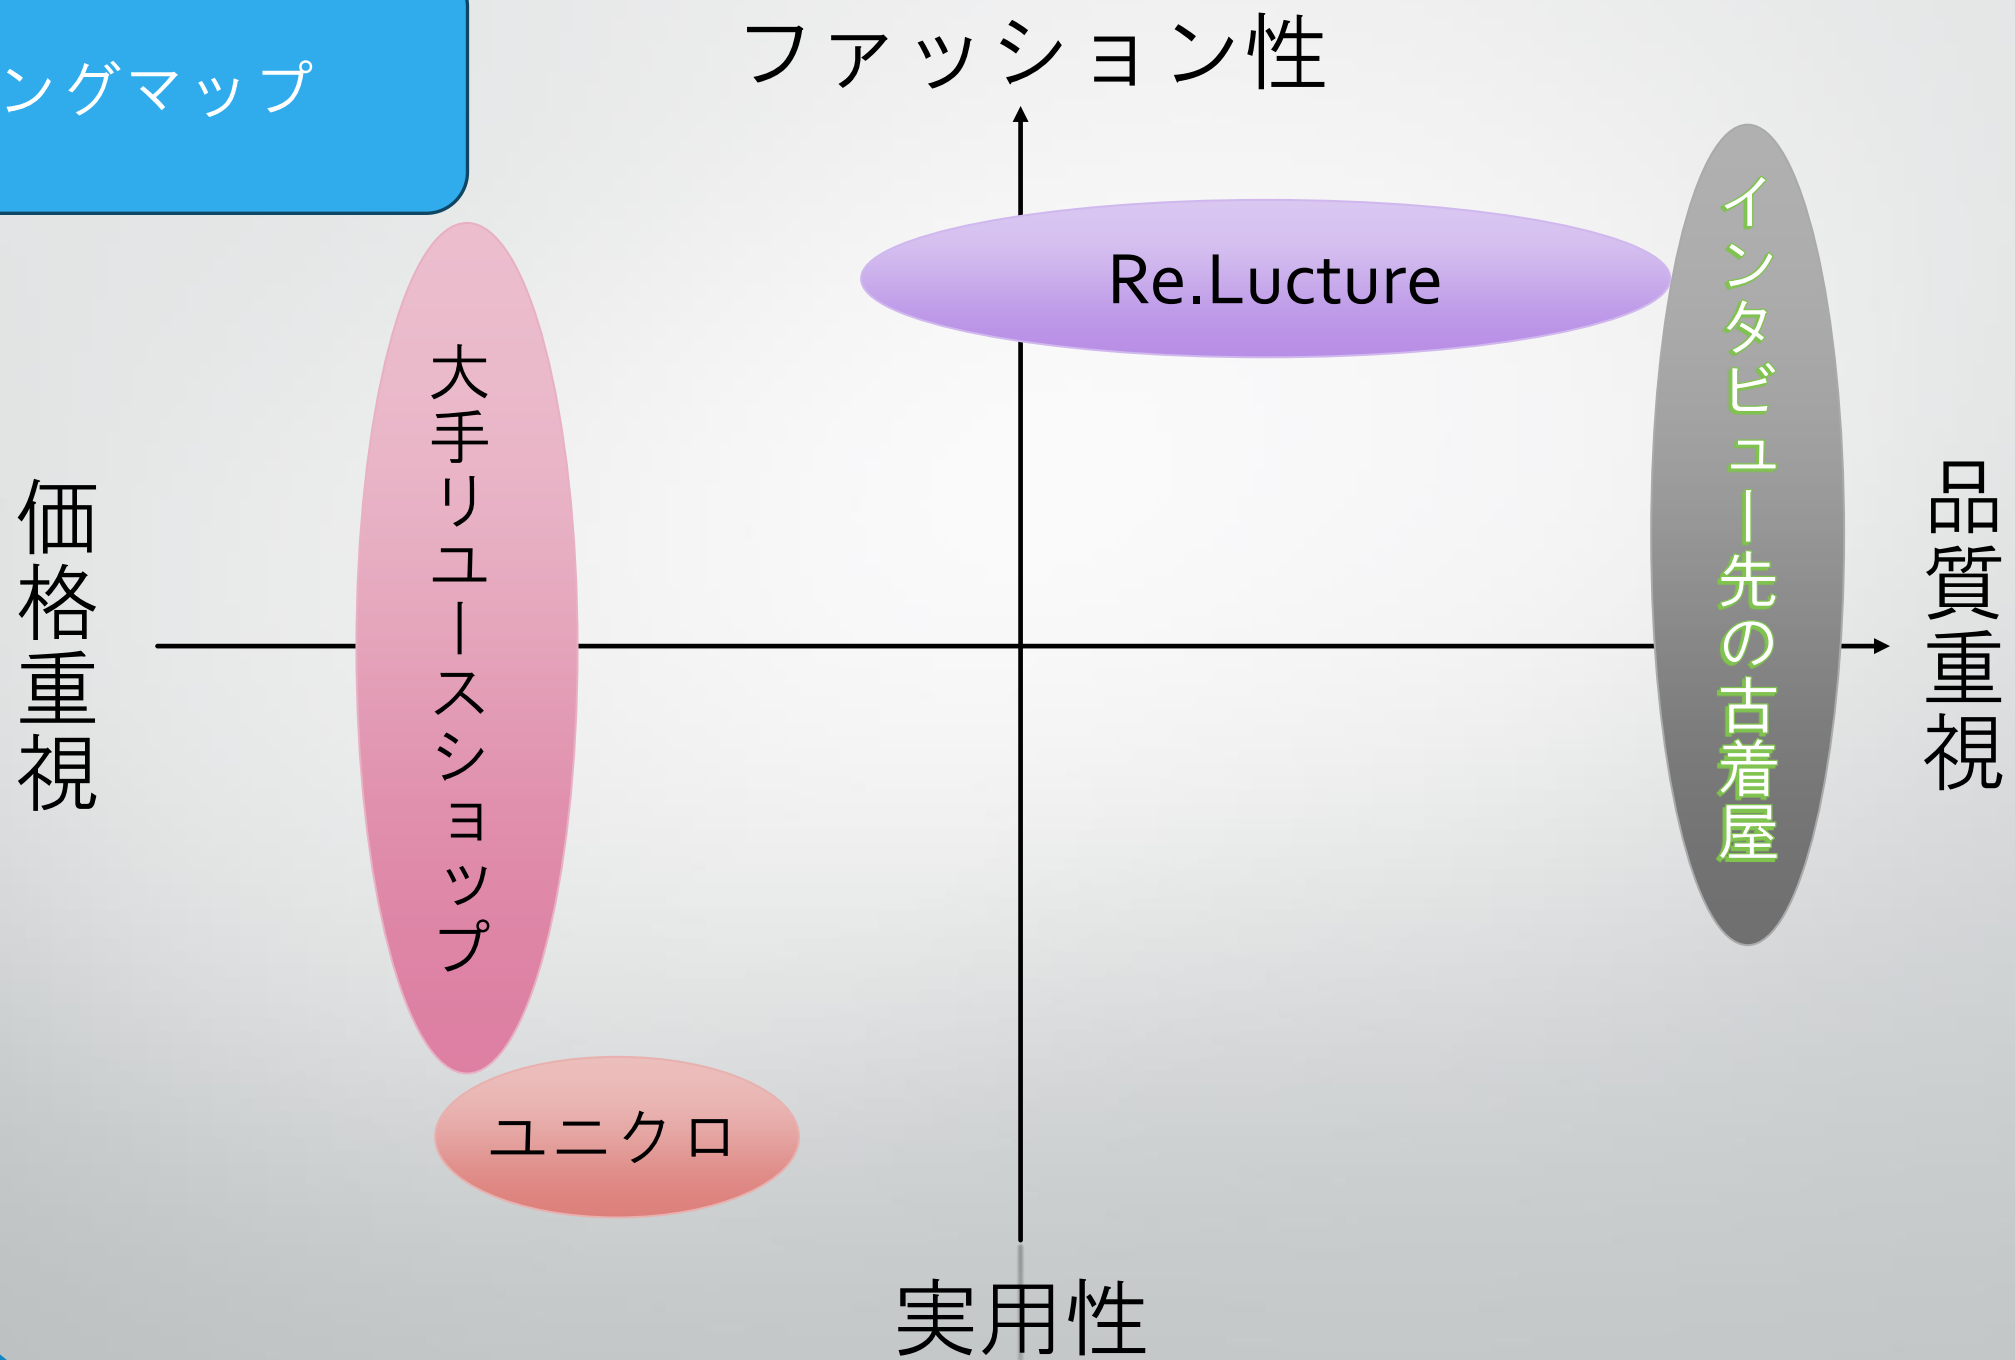 ングマップ
ファッション性
Re.Lucture
インタビュー先の古着屋
大手リユースショップ
価格重視
品質重視
ユニクロ
実用性